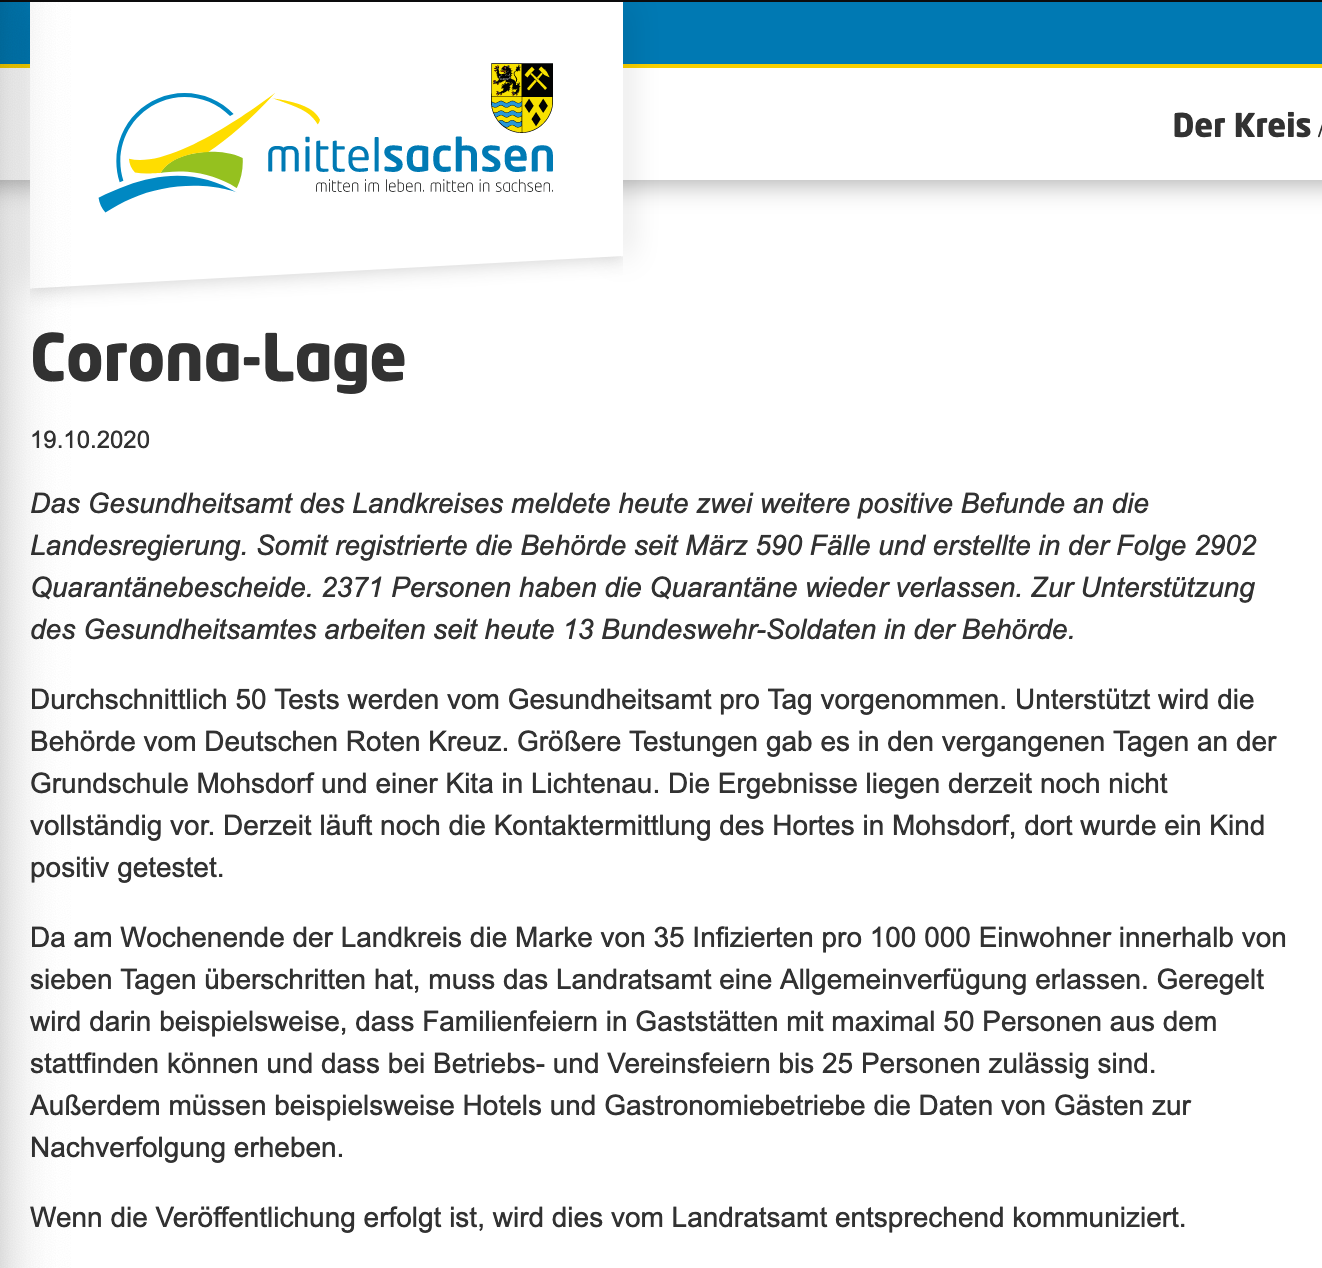 mittelsachsen
mitten im leben. mitten in sachsen.
Der Kreis /
Corona-Lage
19.10.2020
Das Gesundheitsamt des Landkreises meldete heute zwei weitere positive Befunde an die
Landesregierung. Somit registrierte die Behörde seit März 590 Fälle und erstellte in der Folge 2902
Quarantänebescheide. 2371 Personen haben die Quarantäne wieder verlassen. Zur Unterstützung
des Gesundheitsamtes arbeiten seit heute 13 Bundeswehr-Soldaten in der Behörde.
Durchschnittlich 50 Tests werden vom Gesundheitsamt pro Tag vorgenommen. Unterstützt wird die
Behörde vom Deutschen Roten Kreuz. Größere Testungen gab es in den vergangenen Tagen an der
Grundschule Mohsdorf und einer Kita in Lichtenau. Die Ergebnisse liegen derzeit noch nicht
vollständig vor. Derzeit läuft noch die Kontaktermittlung des Hortes in Mohsdorf, dort wurde ein Kind
positiv getestet.
Da am Wochenende der Landkreis die Marke von 35 Infizierten pro 100 000 Einwohner innerhalb von
sieben Tagen überschritten hat, muss das Landratsamt eine Allgemeinverfügung erlassen. Geregelt
wird darin beispielsweise, dass Familienfeiern in Gaststätten mit maximal 50 Personen aus dem
stattfinden können und dass bei Betriebs- und Vereinsfeiern bis 25 Personen zulässig sind.
Außerdem müssen beispielsweise Hotels und Gastronomiebetriebe die Daten von Gästen zur
Nachverfolgung erheben.
Wenn die Veröffentlichung erfolgt ist, wird dies vom Landratsamt entsprechend kommuniziert.